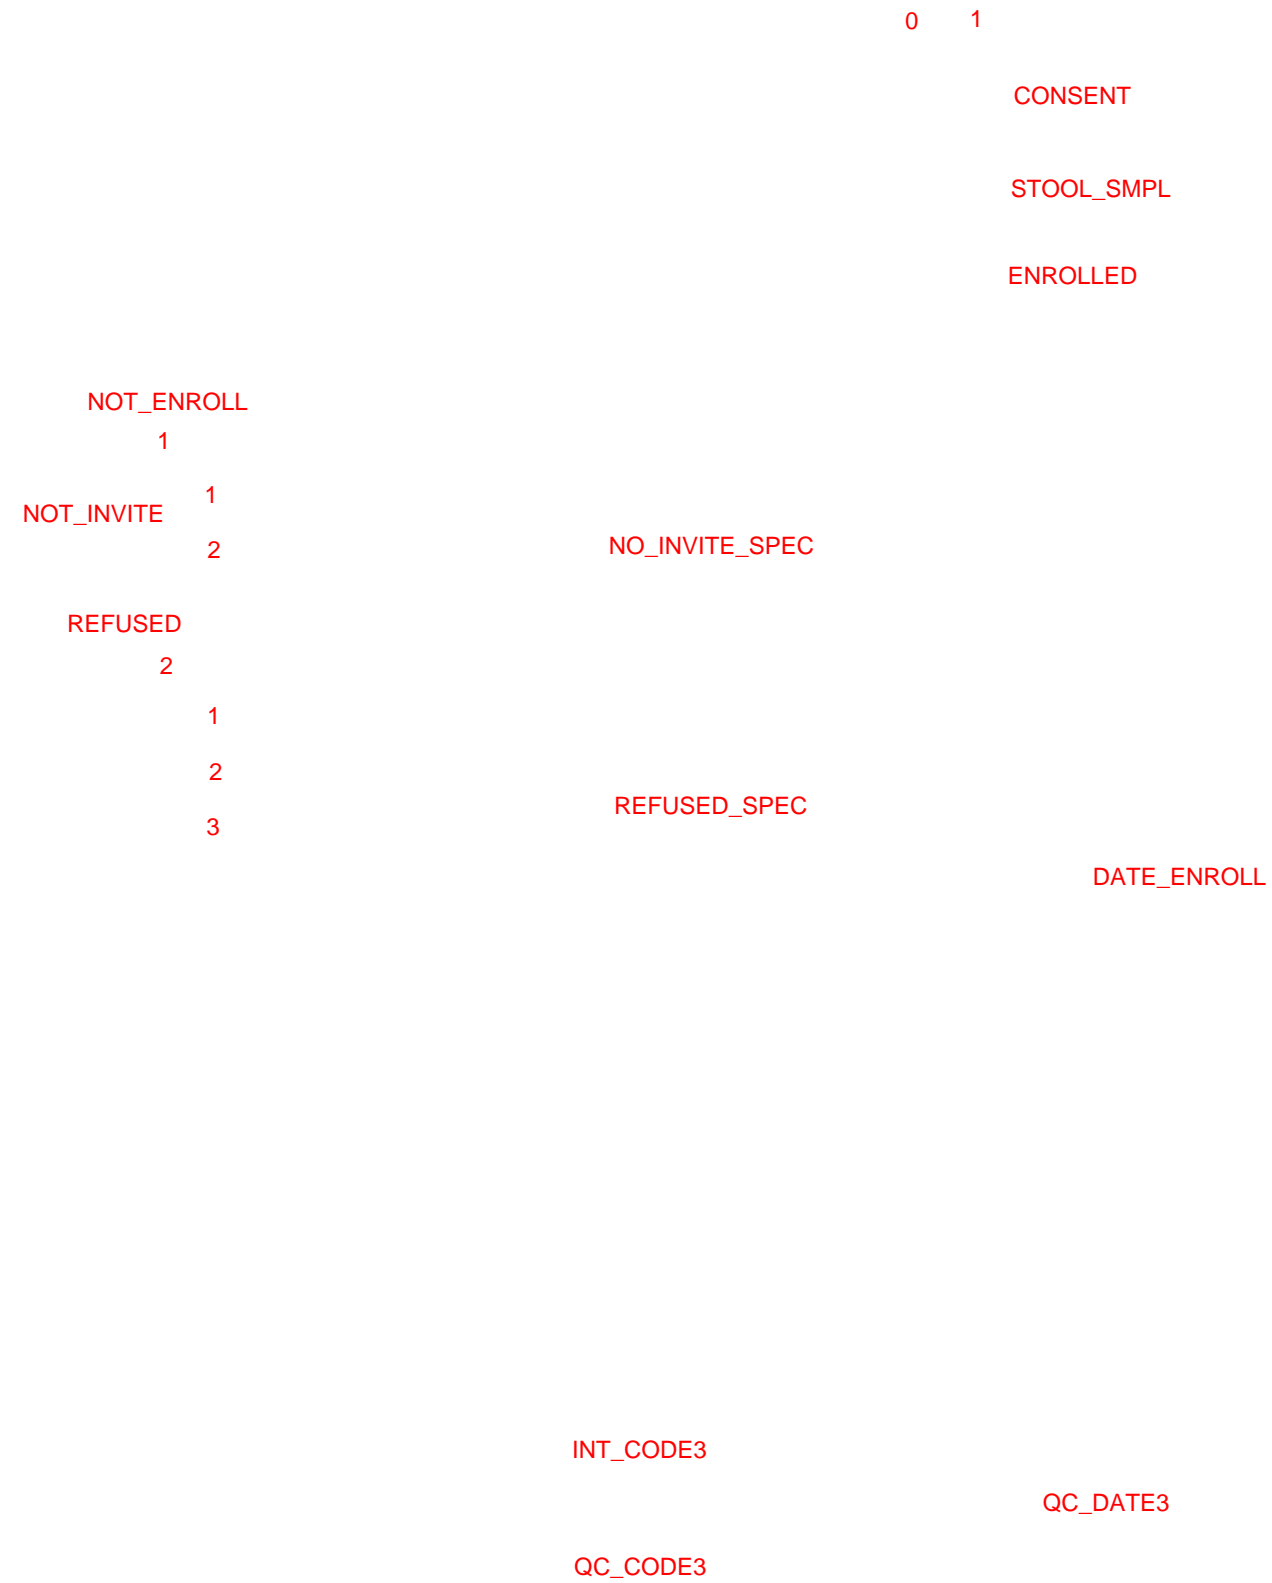 0 1
CONSENT
STOOL_SMPL
ENROLLED
NOT_ENROLL
1
1
NOT_INVITE
2 NO_INVITE_SPEC
REFUSED
2
1
2
REFUSED_SPEC
3
DATE_ENROLL
INT_CODE3
QC_DATE3
QC_CODE3